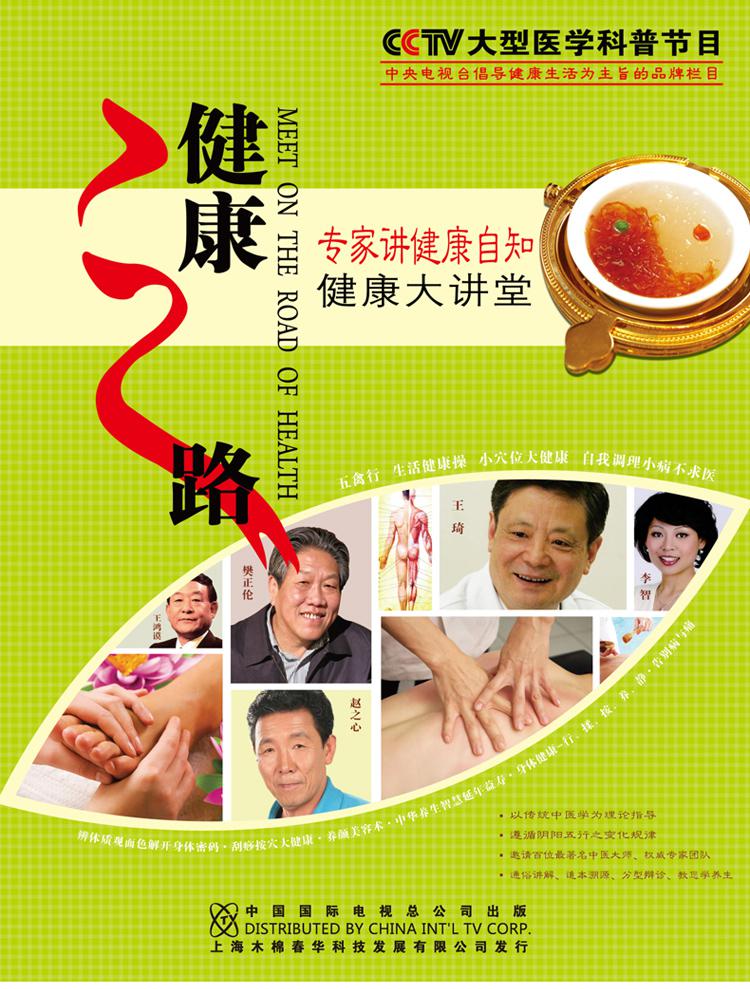 CCTV大型医学科普节目
中央电视台倡导健康生活为主旨的品牌栏目
健康之路
MEET ON THE ROAD OF HEALTH
专家讲健康自知
健康大讲堂
五禽行 生活健康操 小穴位大健康 自我调理小病不求医
王鸿谟
樊正伦
王琦
李智
赵之心
辨体质观面色解开身体密码·刮痧按穴大健康·养颜美容术·中华养生智慧延年益寿·身体健康一行、揉、按、养、静·告别病与痛
·以传统中医学为理论指导
·遵循阴阳五行之变化规律
·邀请百位最著名中医大师、权威专家团队
·通俗讲解、追本溯源、分型辩诊、教您学养生
中国国际电视总公司出版
DISTRIBUTED BY CHINA INT'L TV CORP.
上海木棉春华科技发展有限公司发行